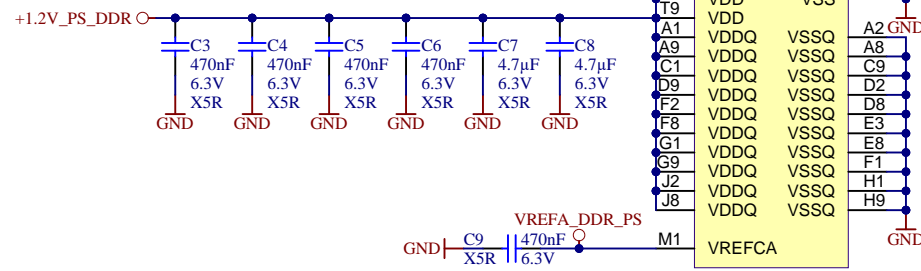 VDD VSS
+1.2V_PS_DDR T9 VDD GND
A1 VDDQ VSSQ A2
A9 VDDQ VSSQ A8
C1 VDDQ VSSQ C9
D9 VDDQ VSSQ D2
F2 VDDQ VSSQ D8
F8 VDDQ VSSQ E3
G1 VDDQ VSSQ E8
G9 VDDQ VSSQ F1
J2 VDDQ VSSQ H1
J8 VDDQ VSSQ H9
GND
C3 C4 C5 C6 C7 C8
470nF 470nF 470nF 470nF 4.7µF 4.7µF
6.3V 6.3V 6.3V 6.3V 6.3V 6.3V
X5R X5R X5R X5R X5R X5R
GND GND GND GND GND GND
VREFA_DDR_PS
GND C9 470nF M1 VREFCA
X5R 6.3V